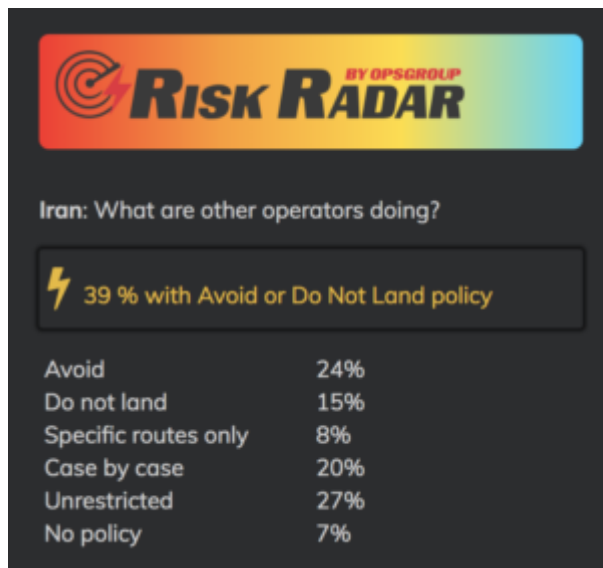 BY OPSGROUP
RISK RADAR
Iran: What are other operators doing?
39 % with Avoid or Do Not Land policy
Avoid 24%
Do not land 15%
Specific routes only 8%
Case by case 20%
Unrestricted 27%
No policy 7%